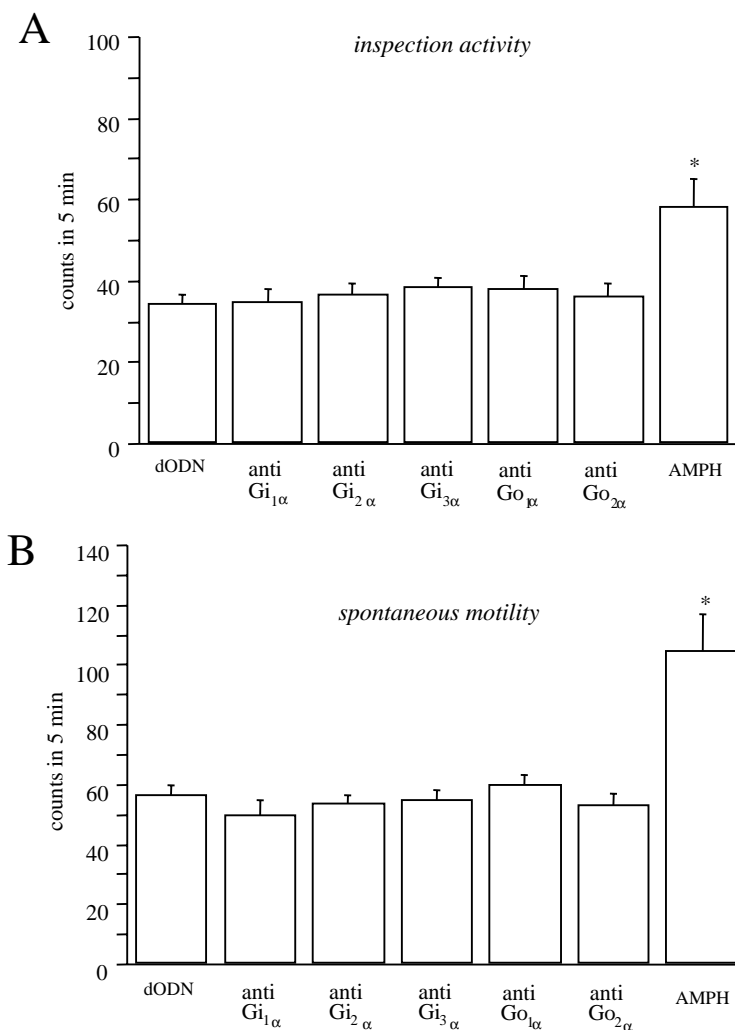 A
inspection activity
counts in 5 min
100
80
60
40
20
0
*
dODN
anti Gi1α
anti Gi2 α
anti Gi3α
anti Go1α
anti Go2α
AMPH
B
spontaneous motility
counts in 5 min
140
120
100
80
60
40
20
0
*
dODN
anti Gi1α
anti Gi2 α
anti Gi3 α
anti Go1α
anti Go2α
AMPH